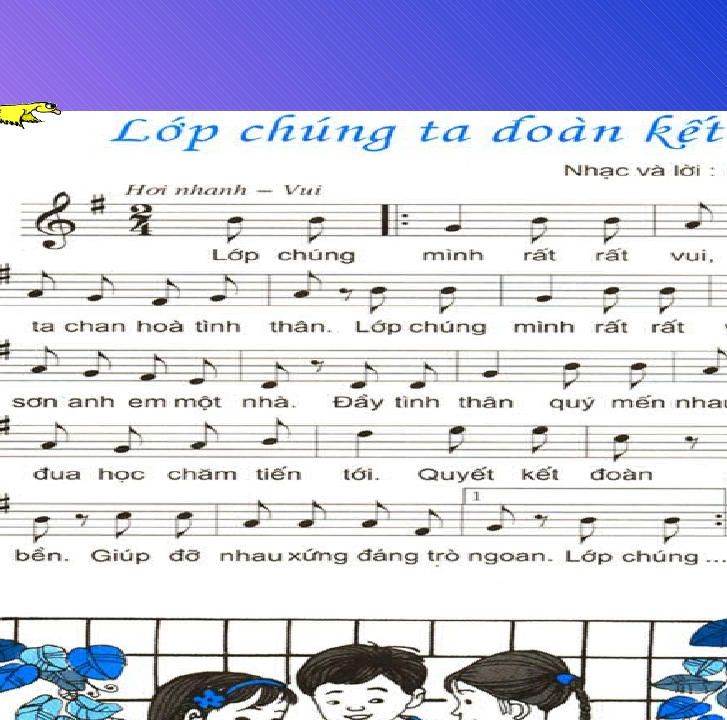 Lớp chúng ta đoàn kết
Nhạc và lời :
Hơi nhanh – Vui
2
4
Lớp chúng mình rất rất vui,
ta chan hoà tình thân. Lớp chúng mình rất rất
sơn anh em một nhà. Đầy tình thân quý mến nhau
đua học chăm tiến tới. Quyết kết đoàn
1
bền. Giúp đỡ nhau xứng đáng trò ngoan. Lớp chúng ...